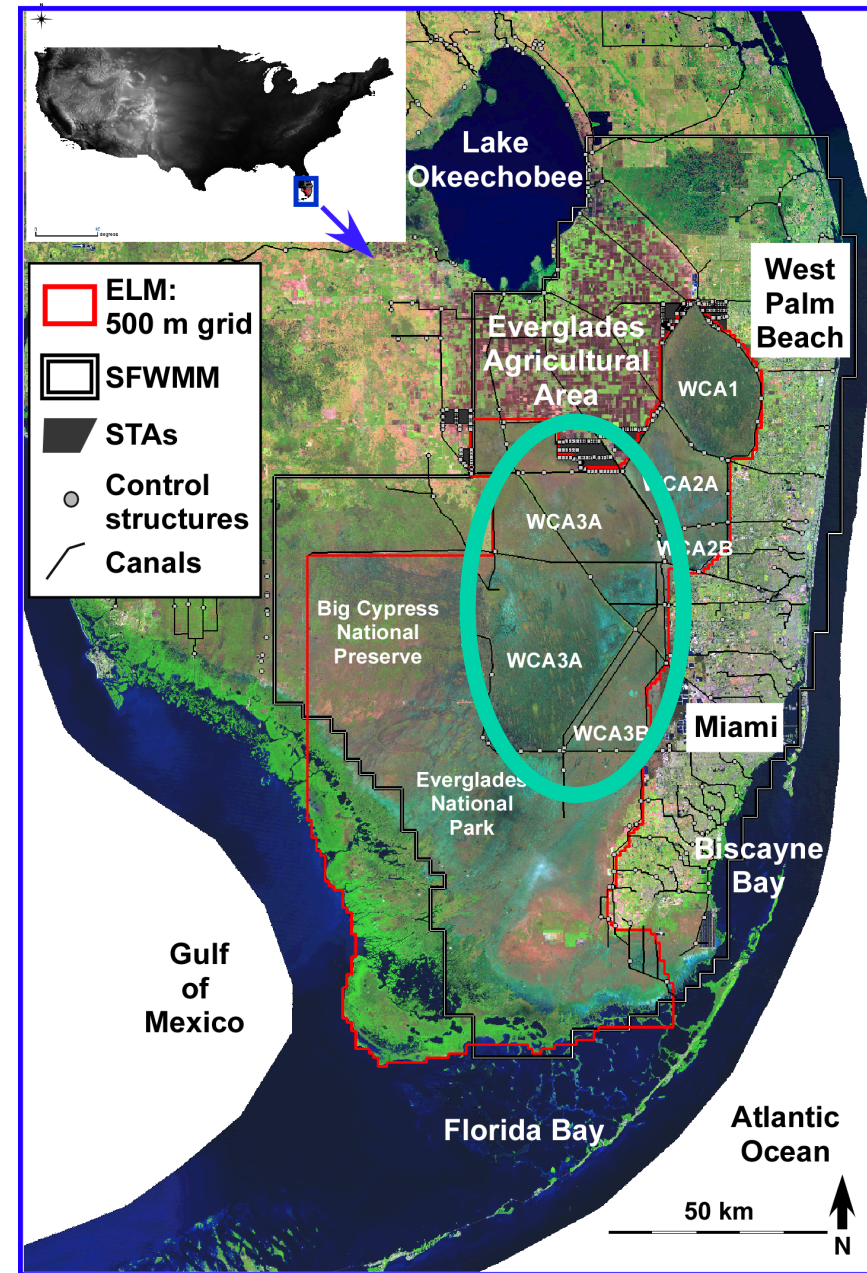 0
degrees
Lake
Okeechobee
ELM:
500 m grid
SFWMM
STAs
Control
structures
Canals
West
Palm
Beach
Everglades
Agricultural
Area
WCA1
WCA2A
WCA3A
WCA2B
Big Cypress
National
Preserve
WCA3A
WCA3B
Miami
Everglades
National
Park
Biscayne
Bay
Gulf
of
Mexico
Florida Bay
Atlantic
Ocean
50 km
N